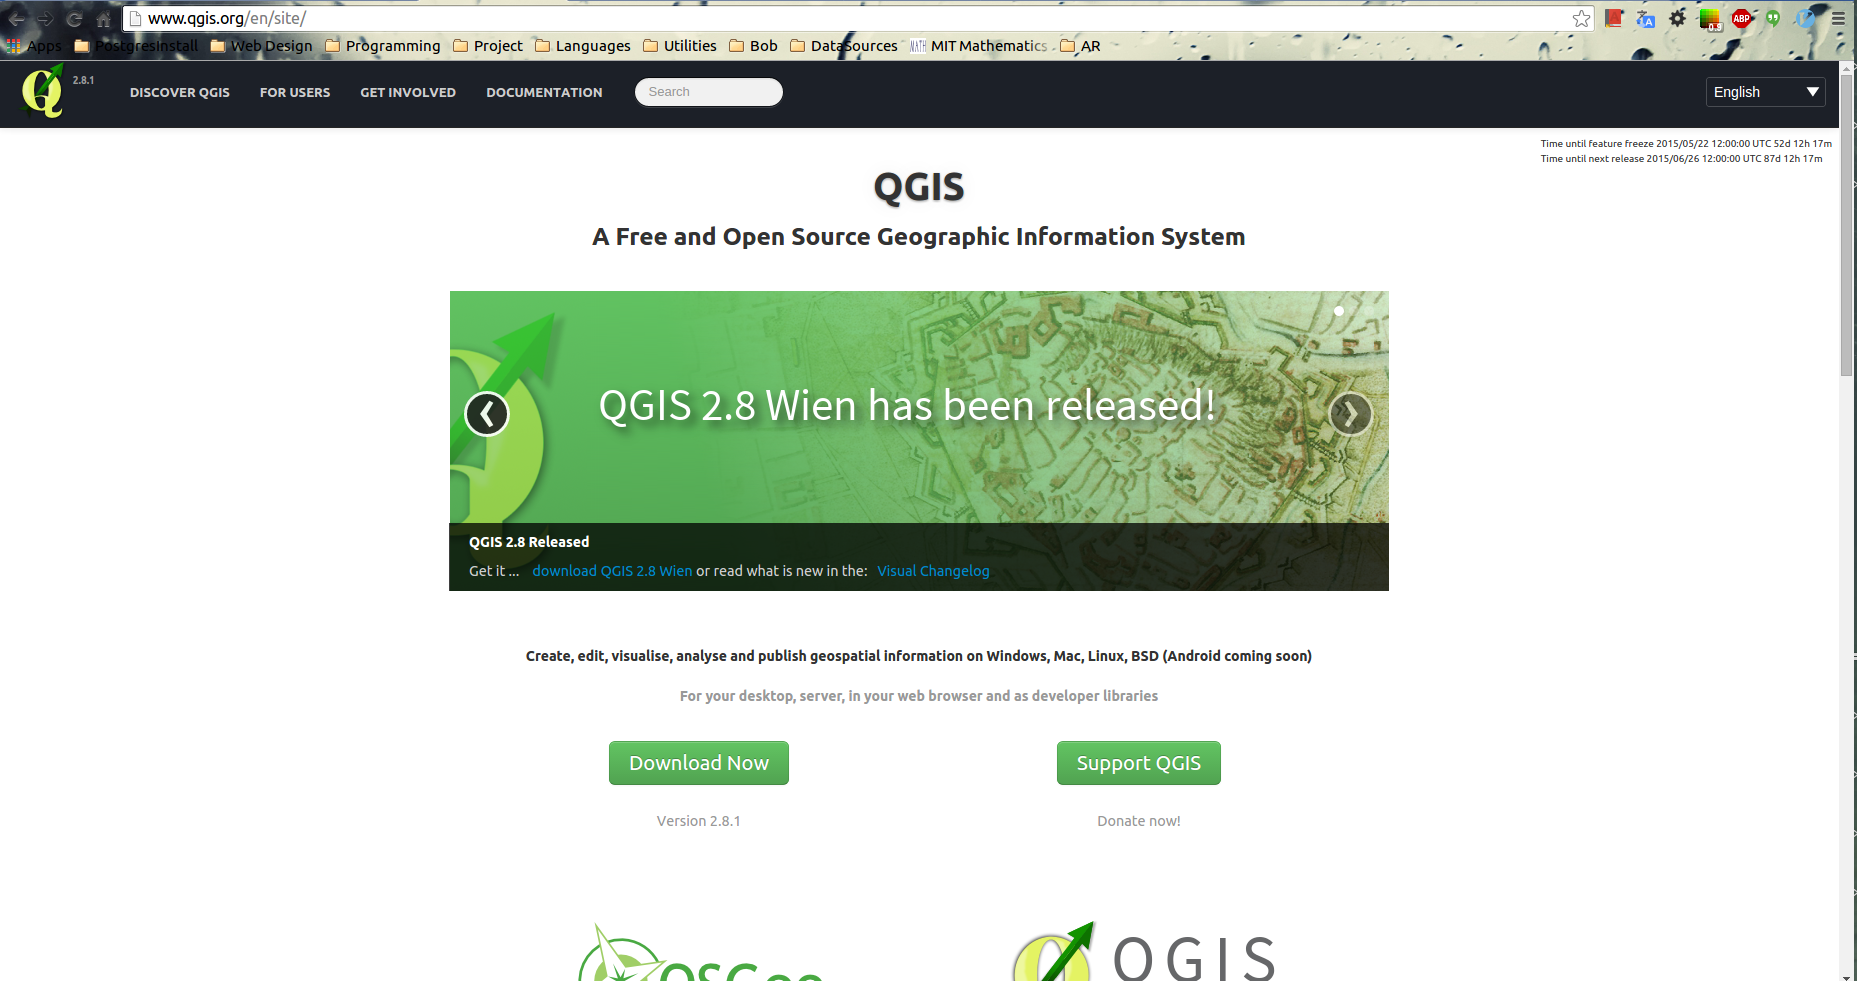 www.qgis.org/en/site/
Apps PostgresInstall Web Design Programming Project Languages Utilities Bob DataSources MATH MIT Mathematics AR
0.9 ABP
2.8.1 DISCOVER QGIS FOR USERS GET INVOLVED DOCUMENTATION Search English
Time until feature freeze 2015/05/22 12:00:00 UTC 52d 12h 17m
Time until next release 2015/06/26 12:00:00 UTC 87d 12h 17m
QGIS
A Free and Open Source Geographic Information System
QGIS 2.8 Wien has been released!
QGIS 2.8 Released
Get it ... download QGIS 2.8 Wien or read what is new in the: Visual Changelog
Create, edit, visualise, analyse and publish geospatial information on Windows, Mac, Linux, BSD (Android coming soon)
For your desktop, server, in your web browser and as developer libraries
Download Now Support QGIS
Version 2.8.1 Donate now!
OSGeo QGIS